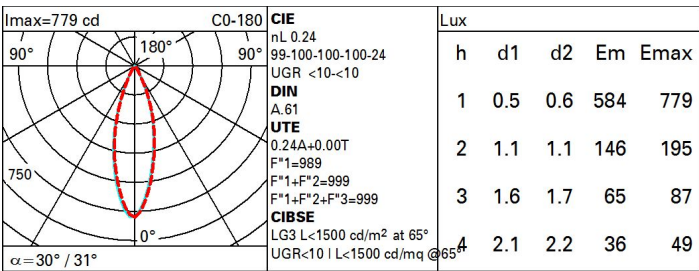 Imax=779 cd C0-180
90° 180° 90°
750
0°
α=30° / 31°
CIE
nL 0.24
99-100-100-100-24
UGR <10-<10
DIN
A.61
UTE
0.24A+0.00T
F"1=989
F"1+F"2=999
F"1+F"2+F"3=999
CIBSE
LG3 L<1500 cd/m² at 65°
UGR<10 | L<1500 cd/mq @65°
Lux
h d1 d2 Em Emax
1 0.5 0.6 584 779
2 1.1 1.1 146 195
3 1.6 1.7 65 87
4 2.1 2.2 36 49